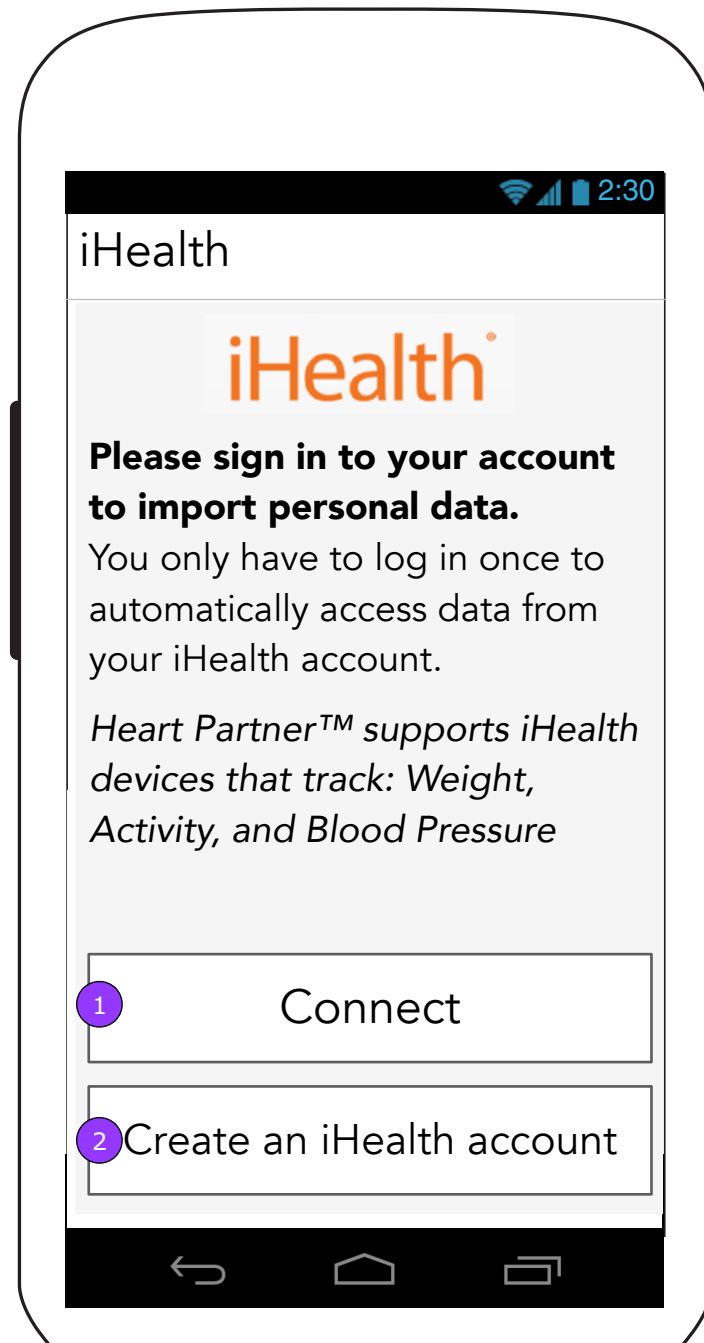 2:30
iHealth
iHealth®
Please sign in to your account
to import personal data.
You only have to log in once to
automatically access data from
your iHealth account.
Heart Partner™ supports iHealth
devices that track: Weight,
Activity, and Blood Pressure
1 Connect
2 Create an iHealth account